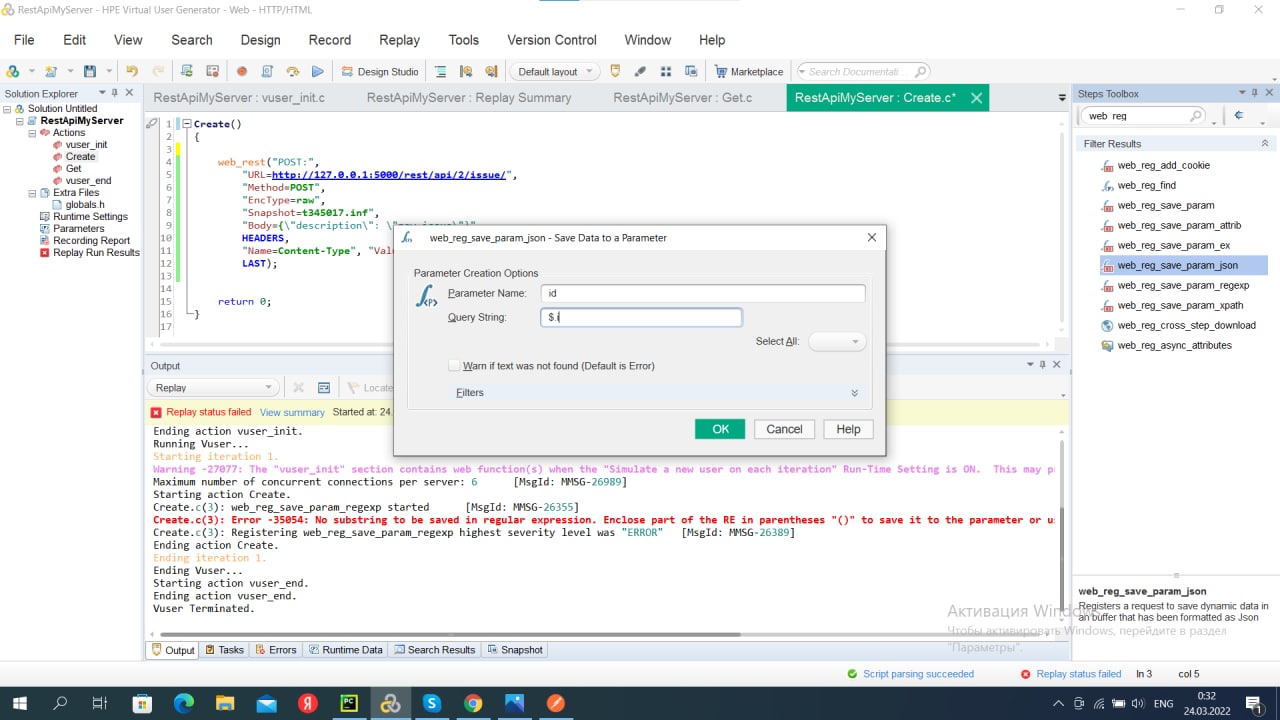 RestApiMyServer - HPE Virtual User Generator - Web - HTTP/HTML
File Edit View Search Design Record Replay Tools Version Control Window Help
Design Studio Default layout Marketplace Search Documentati...
Solution Explorer
Solution Untitled
RestApiMyServer
Actions
vuser_init
Create
Get
vuser_end
Extra Files
globals.h
Runtime Settings
Parameters
Recording Report
Replay Run Results
RestApiMyServer : vuser_init.c RestApiMyServer : Replay Summary RestApiMyServer : Get.c RestApiMyServer : Create.c*
1 Create()
2 {
3
4 web_rest("POST:",
5 "URL=http://127.0.0.1:5000/rest/api/2/issue/",
6 "Method=POST",
7 "EncType=raw",
8 "Snapshot=t345017.inf",
9
10 HEADERS,
11 "Name=Content-Type",
12 LAST);
13
14
15 return 0;
16 }
17
web_reg_save_param_json - Save Data to a Parameter
Parameter Creation Options
Parameter Name: id
Query String: $.i
Select All:
Warn if text was not found (Default is Error)
Filters
OK Cancel Help
Output
Replay Locate
Replay status failed View summary Started at: 24.
Ending action vuser_init.
Running Vuser...
Starting iteration 1.
Warning -27077: The "vuser_init" section contains web function(s) when the "Simulate a new user on each iteration" Run-Time Setting is ON. This may
Maximum number of concurrent connections per server: 6 [MsgId: MMSG-26989]
Starting action Create.
Create.c(3): web_reg_save_param_regexp started [MsgId: MMSG-26355]
Create.c(3): Error -35054: No substring to be saved in regular expression. Enclose part of the RE in parentheses "()" to save it to the parameter or
Create.c(3): Registering web_reg_save_param_regexp highest severity level was "ERROR" [MsgId: MMSG-26389]
Ending action Create.
Ending iteration 1.
Ending Vuser...
Starting action vuser_end.
Ending action vuser_end.
Vuser Terminated.
Output Tasks Errors Runtime Data Search Results Snapshot
Steps Toolbox
web_reg
Filter Results
web_reg_add_cookie
web_reg_find
web_reg_save_param
web_reg_save_param_attrib
web_reg_save_param_ex
web_reg_save_param_json
web_reg_save_param_regexp
web_reg_save_param_xpath
web_reg_cross_step_download
web_reg_async_attributes
web_reg_save_param_json
Registers a request to save dynamic data in
an buffer that has been formatted as Json
Активация Windows
Чтобы активировать Windows, перейдите в раздел
"Параметры".
Script parsing succeeded Replay status failed ln 3 col 5
ENG 0:32
24.03.2022
1